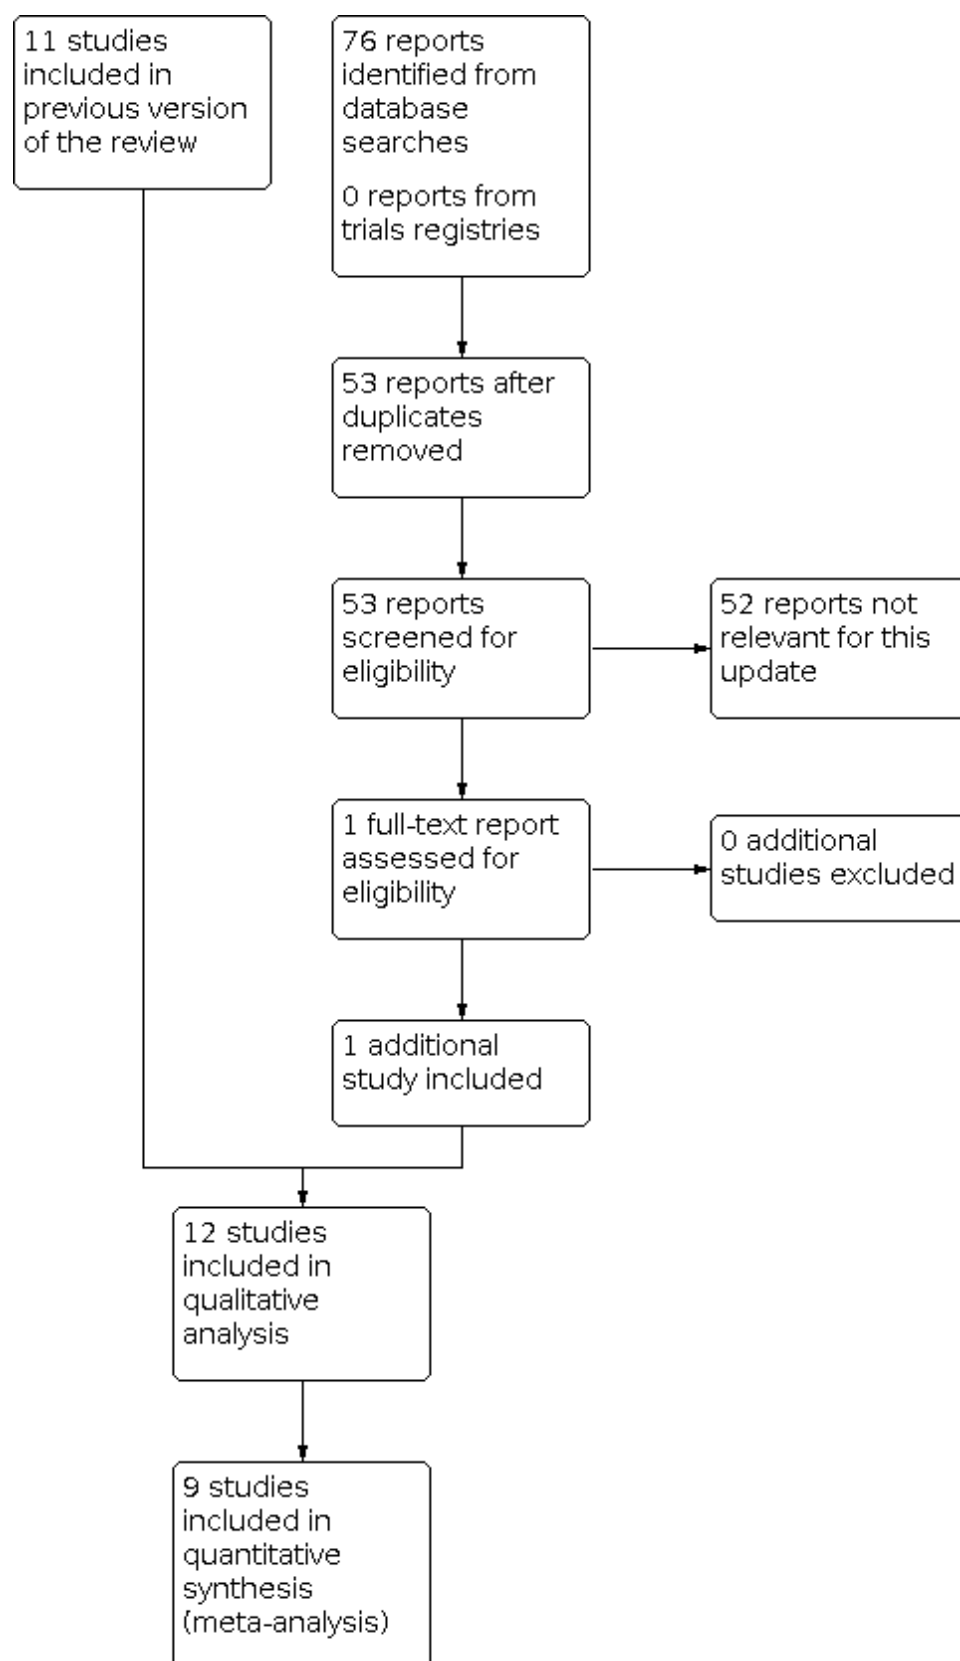 11 studies
included in
previous version
of the review
76 reports
identified from
database
searches
0 reports from
trials registries
53 reports after
duplicates
removed
53 reports
screened for
eligibility
52 reports not
relevant for this
update
1 full-text report
assessed for
eligibility
0 additional
studies excluded
1 additional
study included
12 studies
included in
qualitative
analysis
9 studies
included in
quantitative
synthesis
(meta-analysis)